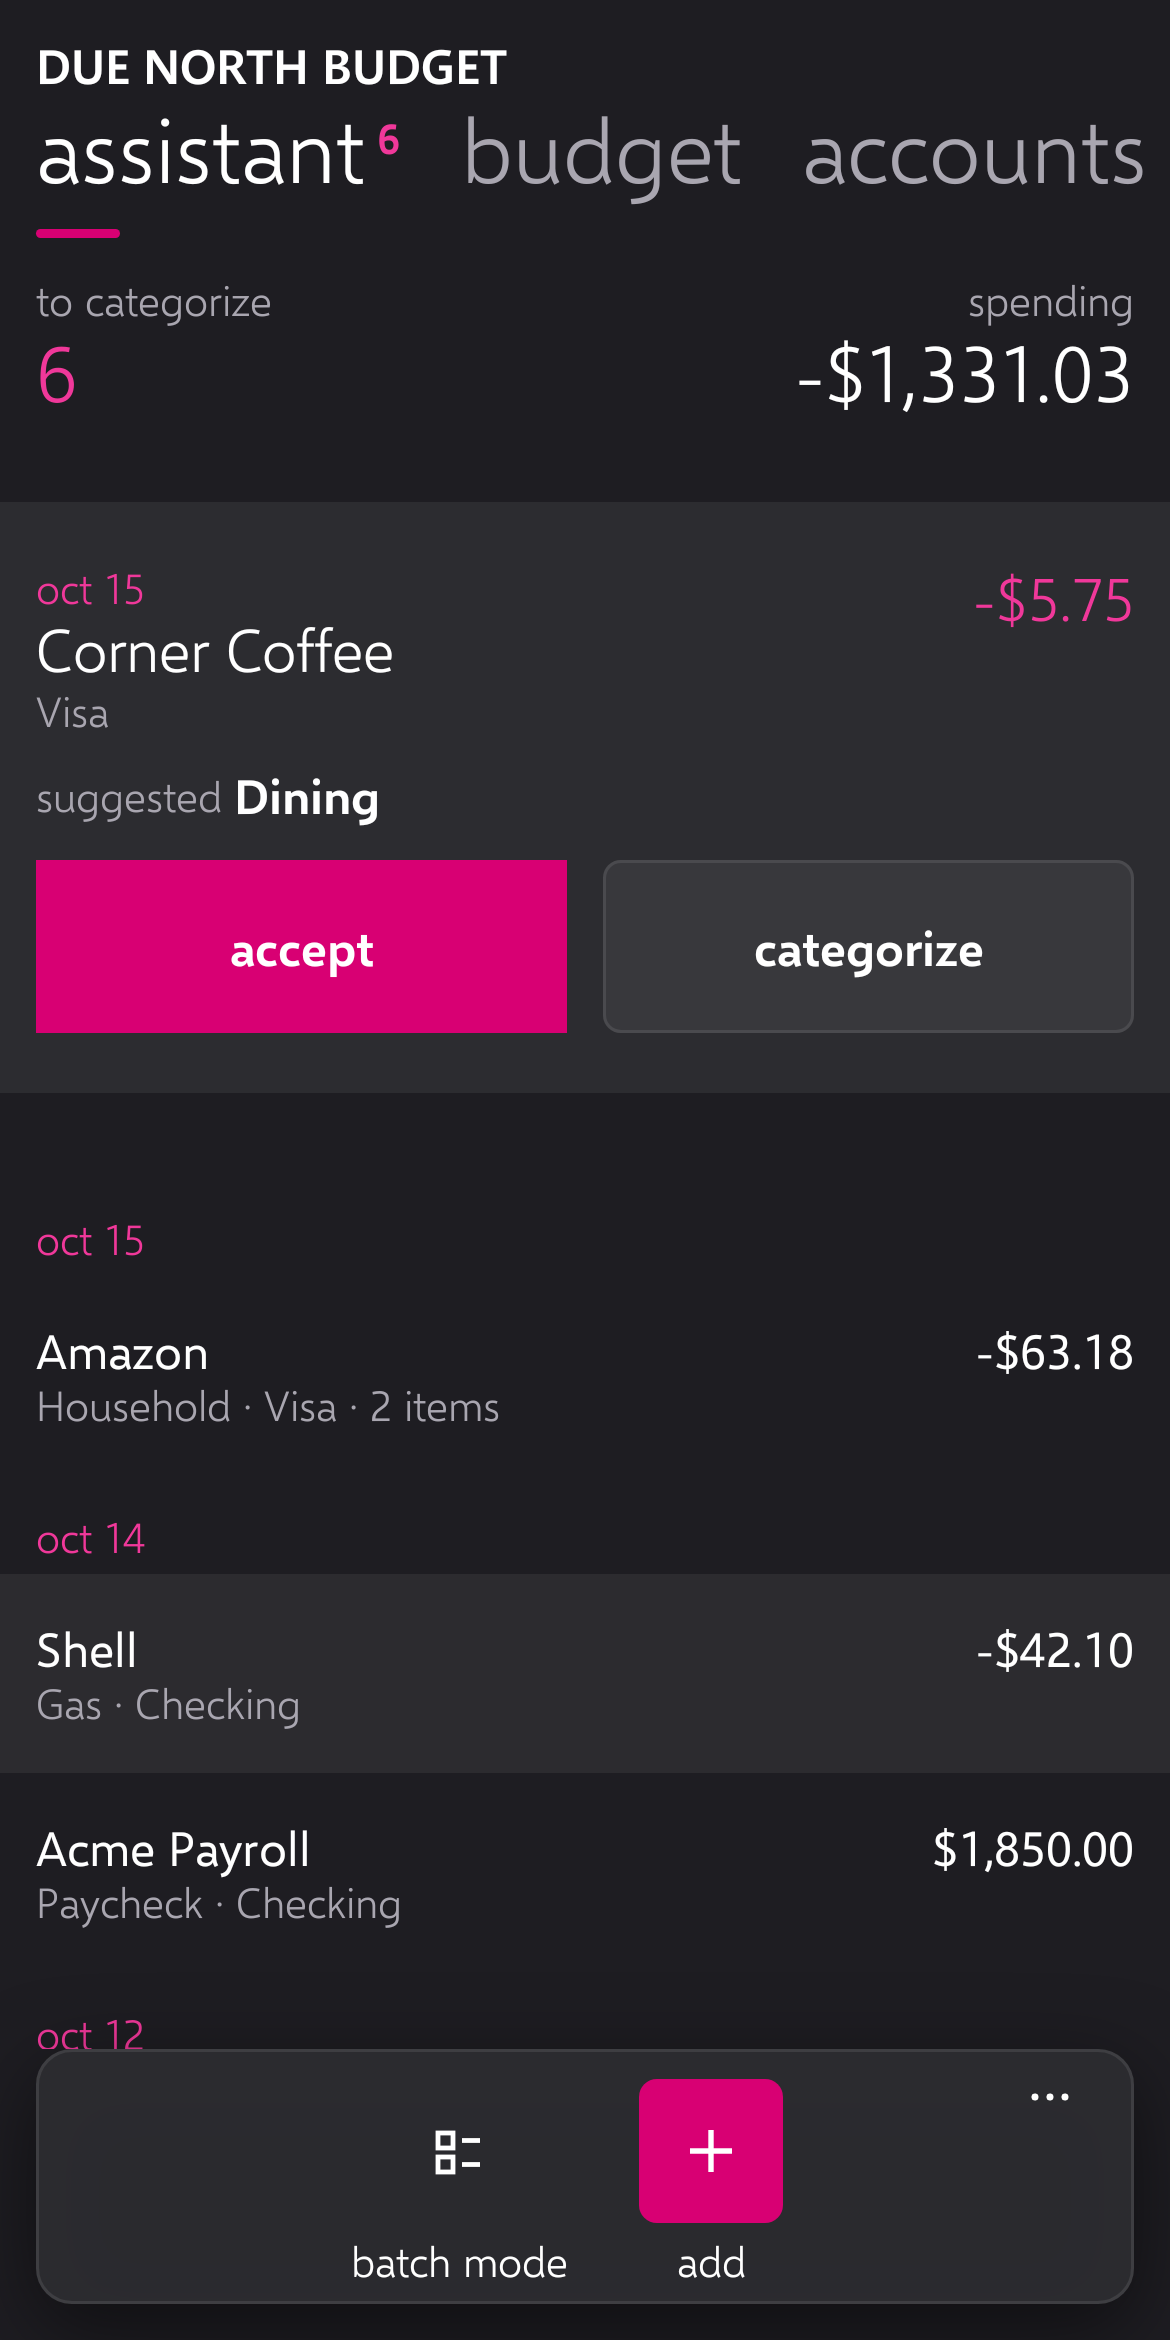 DUE NORTH BUDGET
assistant 6 budget accounts
to categorize spending
6 -$1,331.03
oct 15 -$5.75
Corner Coffee
Visa
suggested Dining
accept categorize
oct 15
Amazon -$63.18
Household · Visa · 2 items
oct 14
Shell -$42.10
Gas · Checking
Acme Payroll $1,850.00
Paycheck · Checking
oct 12
batch mode add